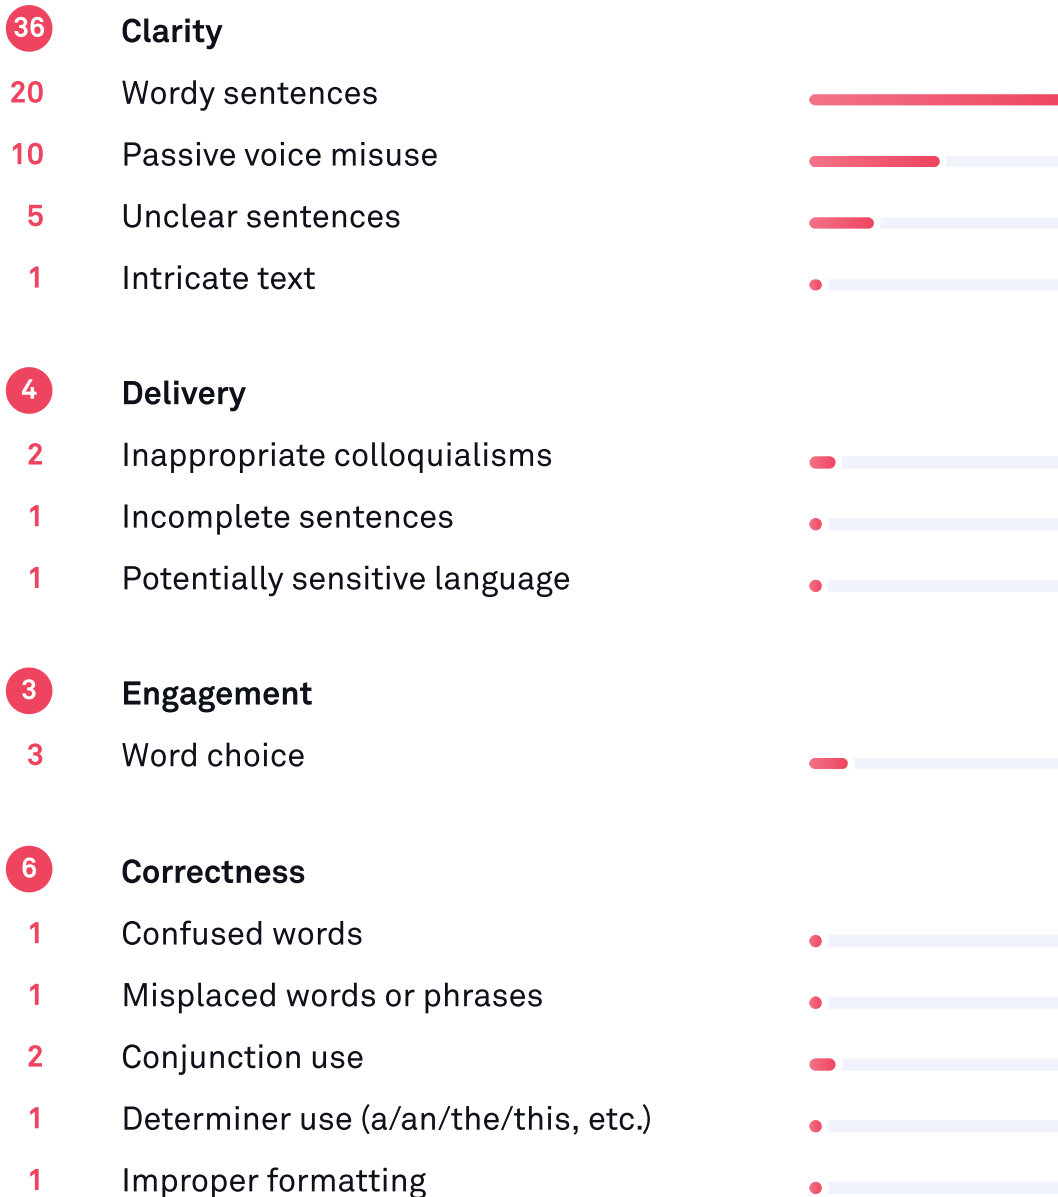 36 Clarity
20 Wordy sentences
10 Passive voice misuse
5 Unclear sentences
1 Intricate text
4 Delivery
2 Inappropriate colloquialisms
1 Incomplete sentences
1 Potentially sensitive language
3 Engagement
3 Word choice
6 Correctness
1 Confused words
1 Misplaced words or phrases
2 Conjunction use
1 Determiner use (a/an/the/this, etc.)
1 Improper formatting